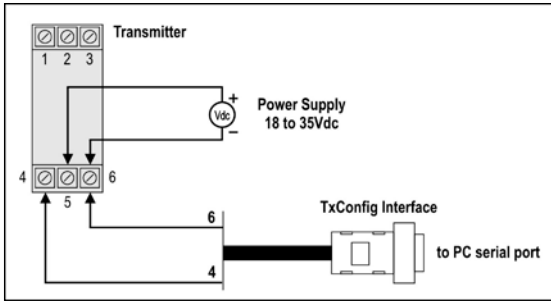 Transmitter
1 2 3
+
Vdc
−
Power Supply
18 to 35Vdc
4
5
6
6
4
TxConfig Interface
to PC serial port